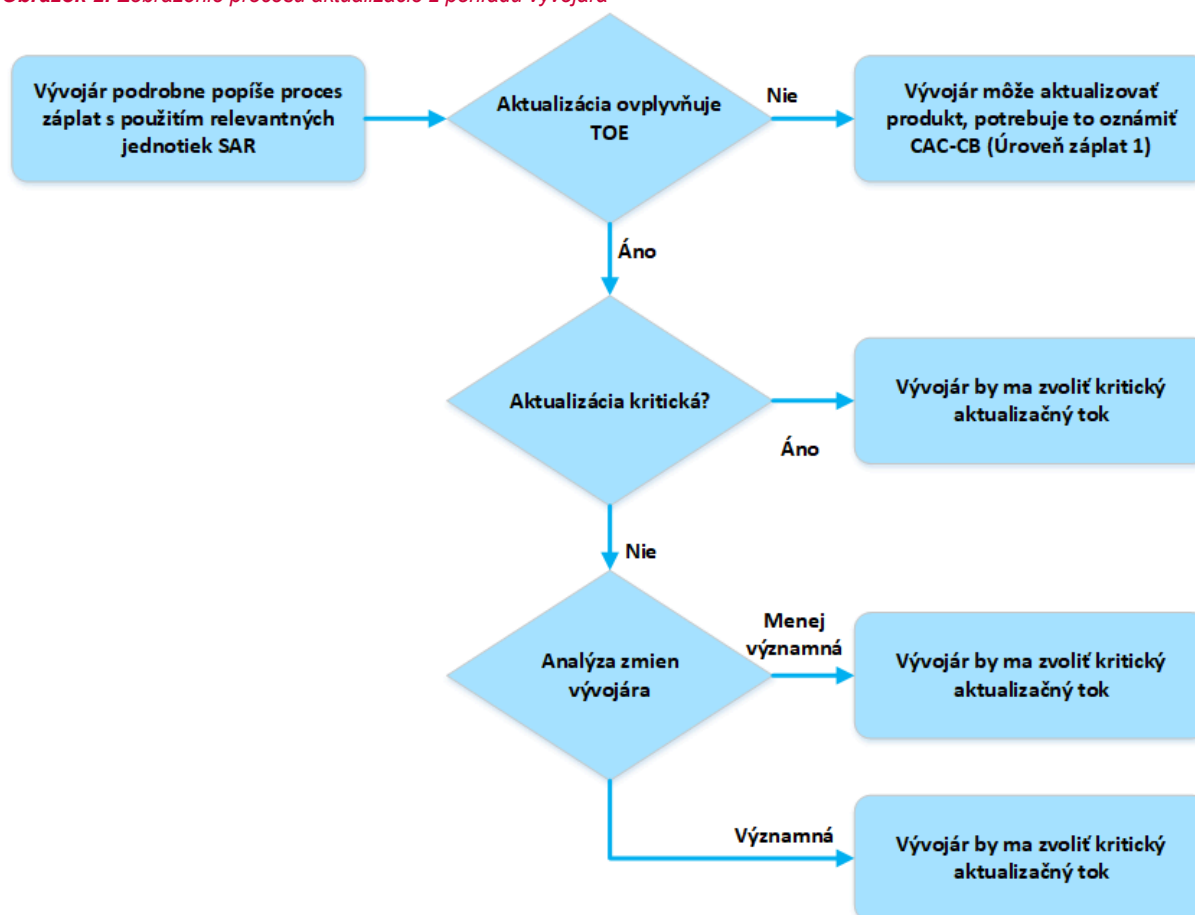 Vývojár podrobne popíše proces
záplat s použitím relevantných
jednotiek SAR
Aktualizácia ovplyvňuje
TOE
Nie
Vývojár môže aktualizovať
produkt, potrebuje to oznámiť
CAC-CB (Úroveň záplat 1)
Áno
Aktualizácia kritická?
Áno
Vývojár by ma zvoliť kritický
aktualizačný tok
Nie
Analýza zmien
vývojára
Menej
významná
Vývojár by ma zvoliť kritický
aktualizačný tok
Významná
Vývojár by ma zvoliť kritický
aktualizačný tok